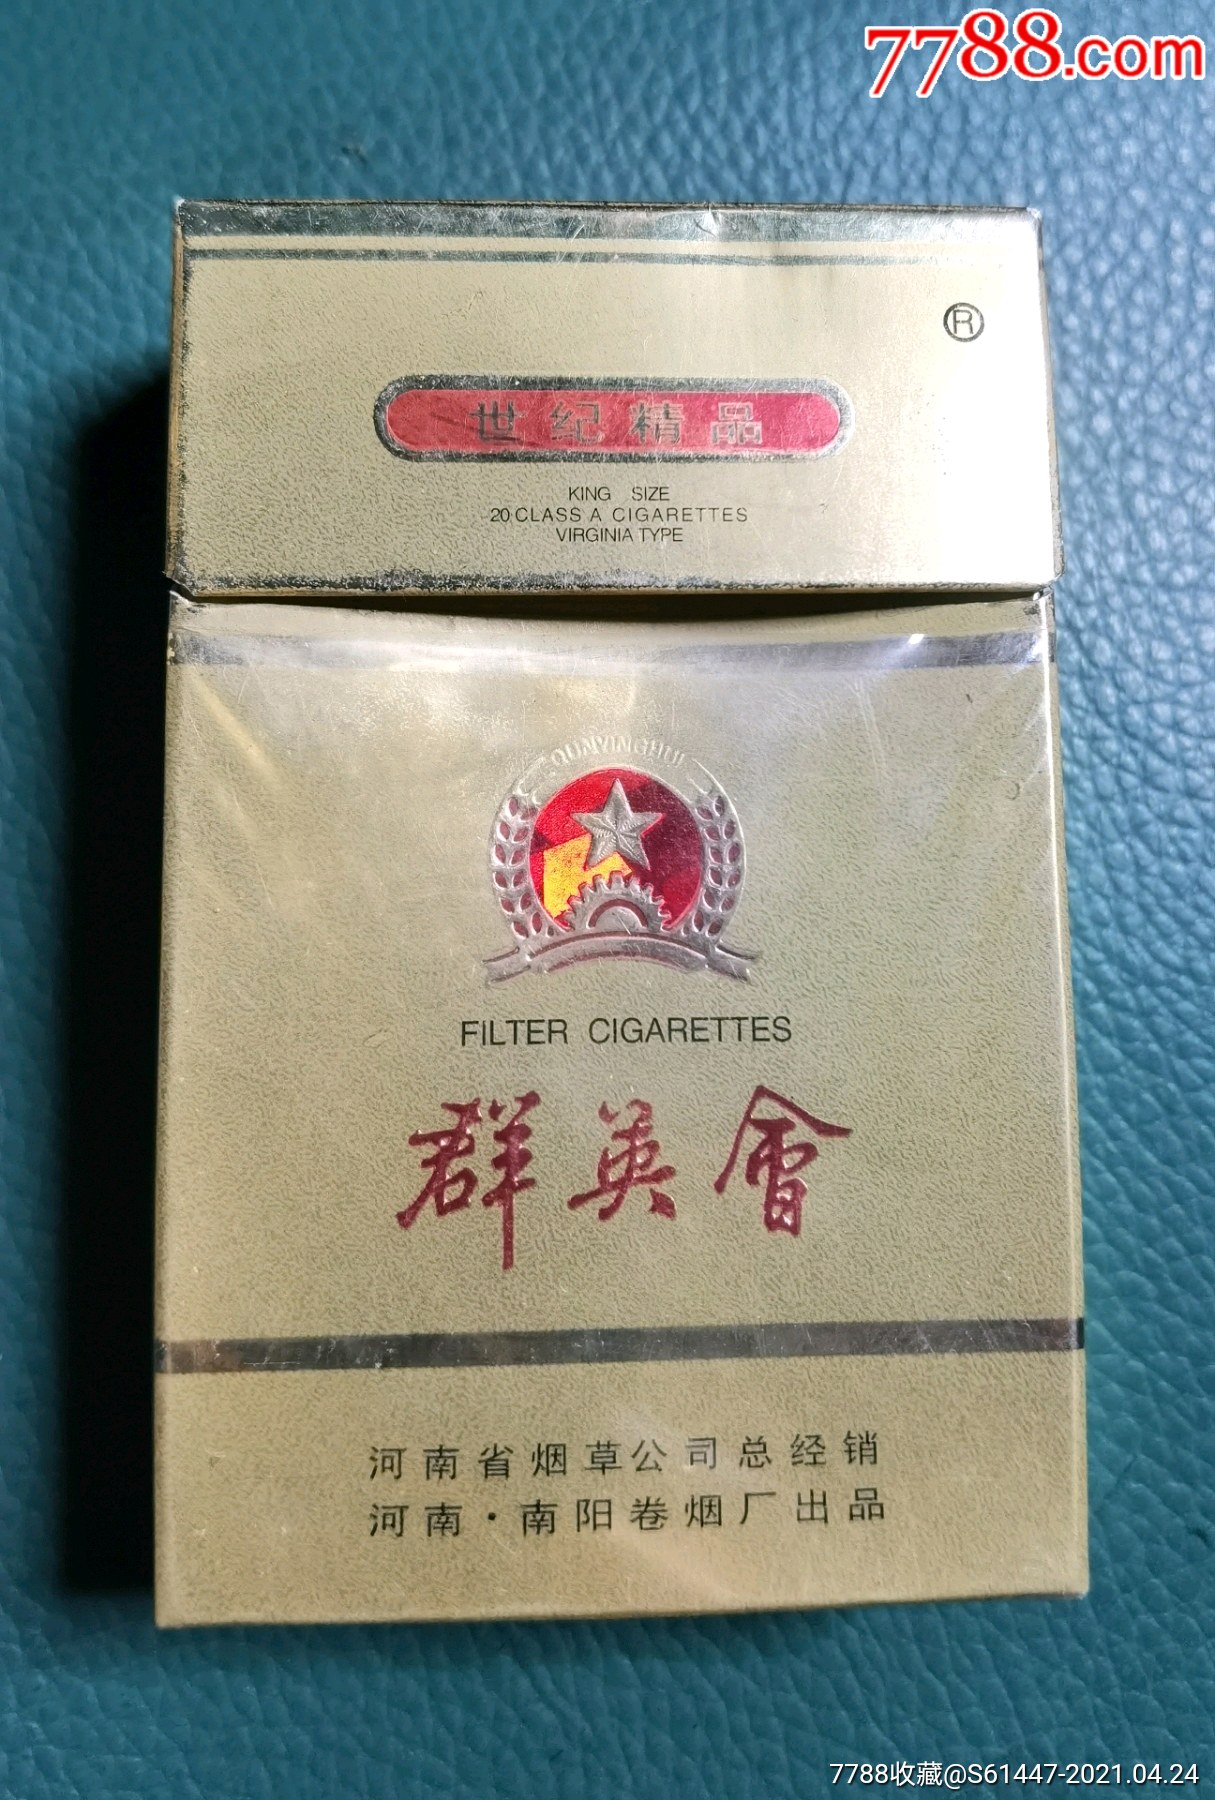 7788.com
®
世纪精品
KING SIZE
20 CLASS A CIGARETTES
VIRGINIA TYPE
QUNYINGHUI
FILTER CIGARETTES
群英會
河南省烟草公司总经销
河南·南阳卷烟厂出品
7788收藏@S61447-2021.04.24